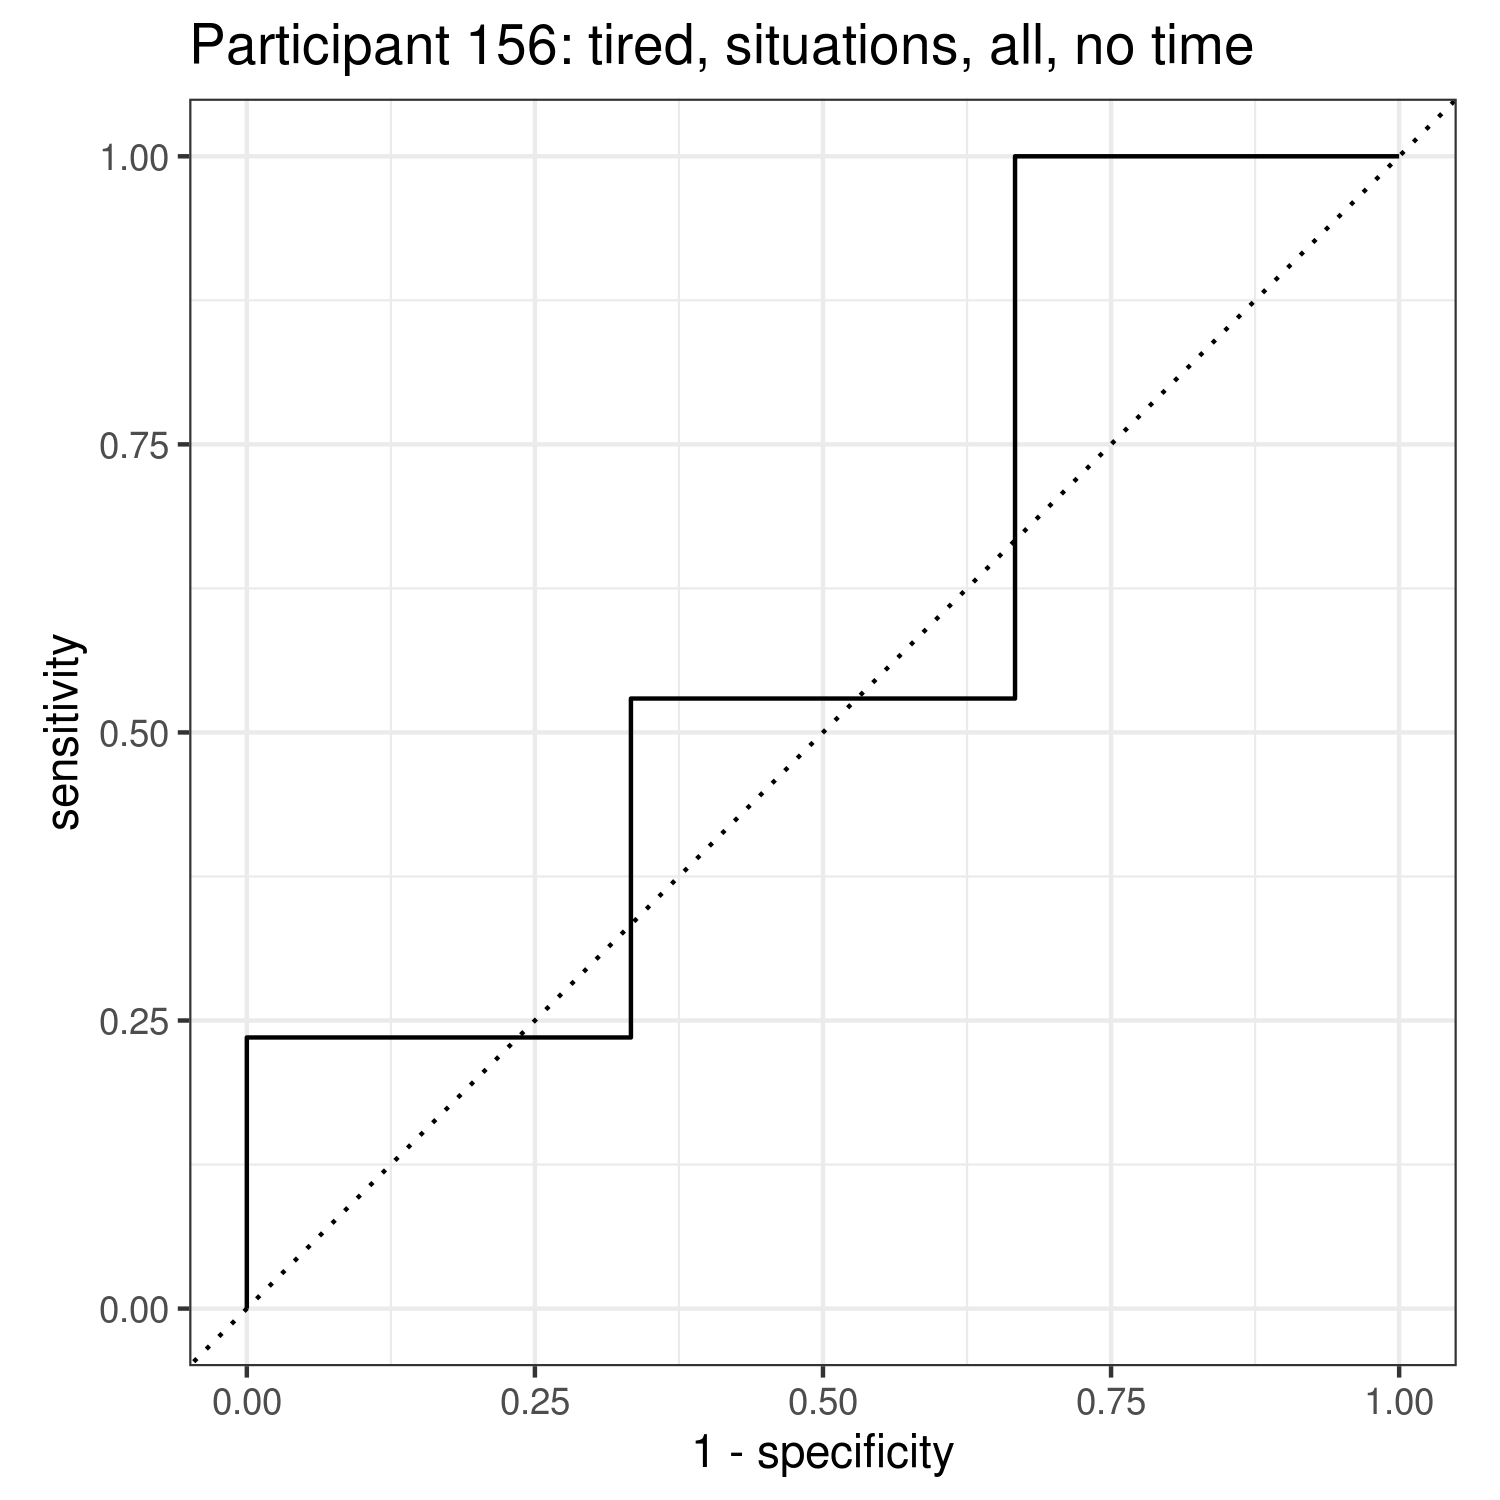 Participant 156: tired, situations, all, no time
1.00
0.75
0.50
0.25
0.00
sensitivity
0.00 0.25 0.50 0.75 1.00
1 - specificity